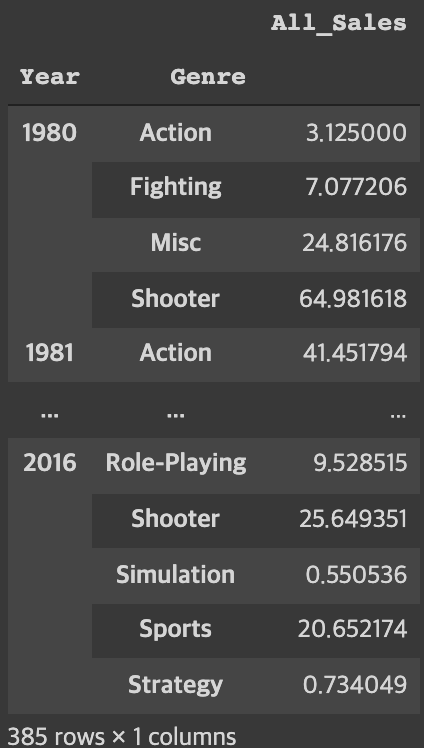 All_Sales
Year Genre
1980 Action 3.125000
Fighting 7.077206
Misc 24.816176
Shooter 64.981618
1981 Action 41.451794
... ... ...
2016 Role-Playing 9.528515
Shooter 25.649351
Simulation 0.550536
Sports 20.652174
Strategy 0.734049
385 rows × 1 columns